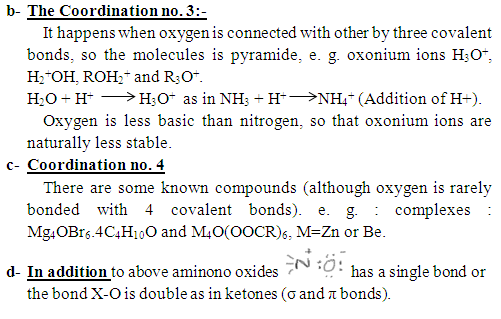 b- The Coordination no. 3:-
It happens when oxygen is connected with other by three covalent
bonds, so the molecules is pyramide, e. g. oxonium ions H₃O⁺,
H₂⁺OH, ROH₂⁺ and R₃O⁺.
H₂O + H⁺ ⟶ H₃O⁺ as in NH₃ + H⁺ ⟶ NH₄⁺ (Addition of H+).
Oxygen is less basic than nitrogen, so that oxonium ions are
naturally less stable.
c- Coordination no. 4
There are some known compounds (although oxygen is rarely
bonded with 4 covalent bonds). e. g. : complexes :
Mg₄OBr₆.4C₄H₁₀O and M₄O(OOCR)₆, M=Zn or Be.
d- In addition to above aminono oxides N⁺:O:⁻ has a single bond or
the bond X-O is double as in ketones (σ and π bonds).